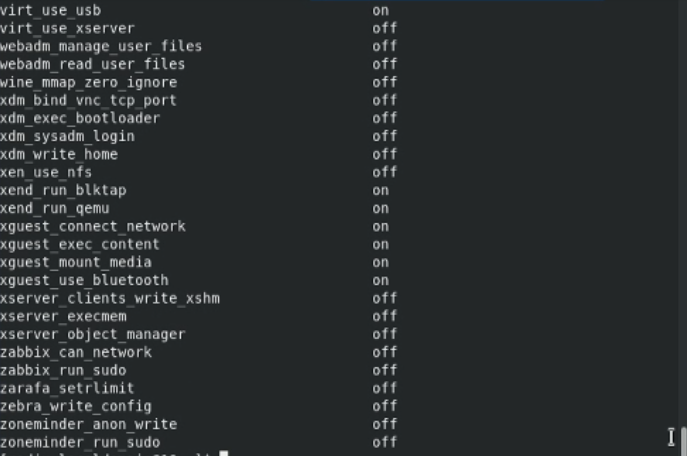 virt_use_usb on
virt_use_xserver off
webadm_manage_user_files off
webadm_read_user_files off
wine_mmap_zero_ignore off
xdm_bind_vnc_tcp_port off
xdm_exec_bootloader off
xdm_sysadm_login off
xdm_write_home off
xen_use_nfs off
xend_run_blktap on
xend_run_qemu on
xguest_connect_network on
xguest_exec_content on
xguest_mount_media on
xguest_use_bluetooth on
xserver_clients_write_xshm off
xserver_execmem off
xserver_object_manager off
zabbix_can_network off
zabbix_run_sudo off
zarafa_setrlimit off
zebra_write_config off
zoneminder_anon_write off
zoneminder_run_sudo off